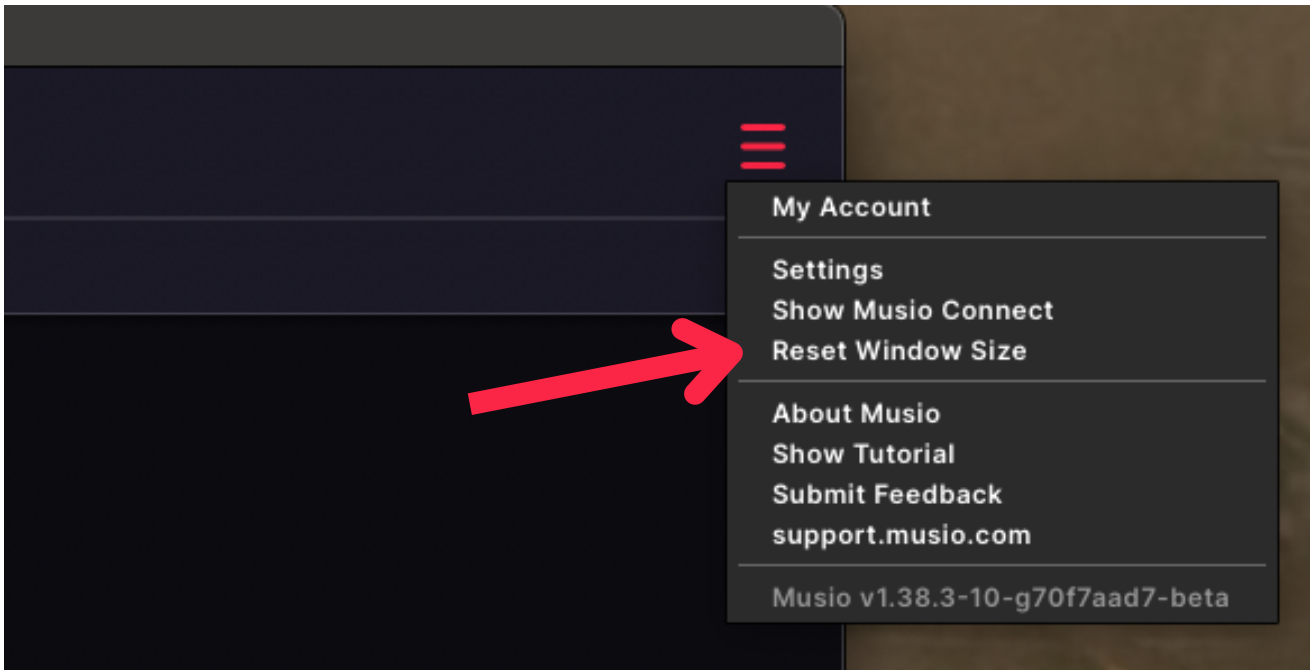 My Account
Settings
Show Musio Connect
Reset Window Size
About Musio
Show Tutorial
Submit Feedback
support.musio.com
Musio v1.38.3-10-g70f7aad7-beta